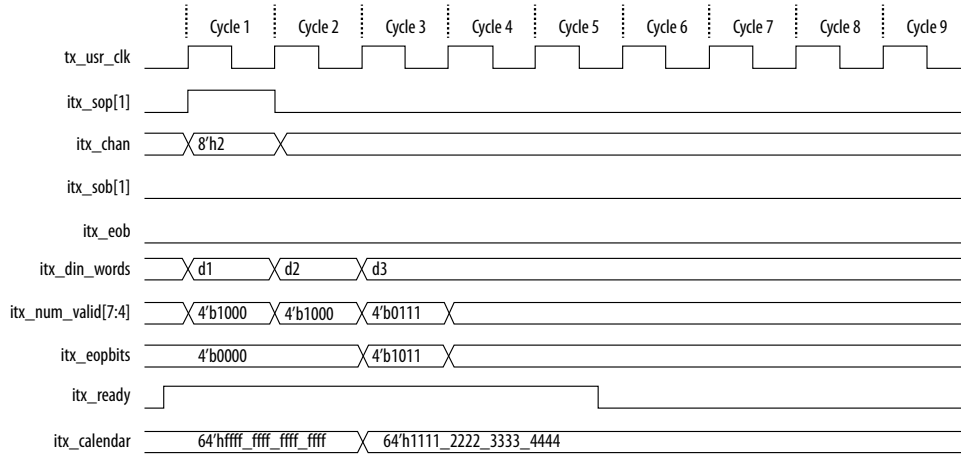 Cycle 1 Cycle 2 Cycle 3 Cycle 4 Cycle 5 Cycle 6 Cycle 7 Cycle 8 Cycle 9
tx_usr_clk
itx_sop[1]
itx_chan 8’h2
itx_sob[1]
itx_eob
itx_din_words d1 d2 d3
itx_num_valid[7:4] 4’b1000 4’b1000 4’b0111
itx_eopbits 4’b0000 4’b1011
itx_ready
itx_calendar 64’hffff_ffff_ffff_ffff 64’h1111_2222_3333_4444